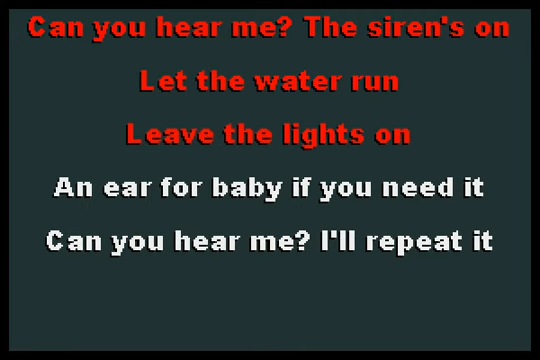 Can you hear me? The siren's on
Let the water run
Leave the lights on
An ear for baby if you need it
Can you hear me? I'll repeat it